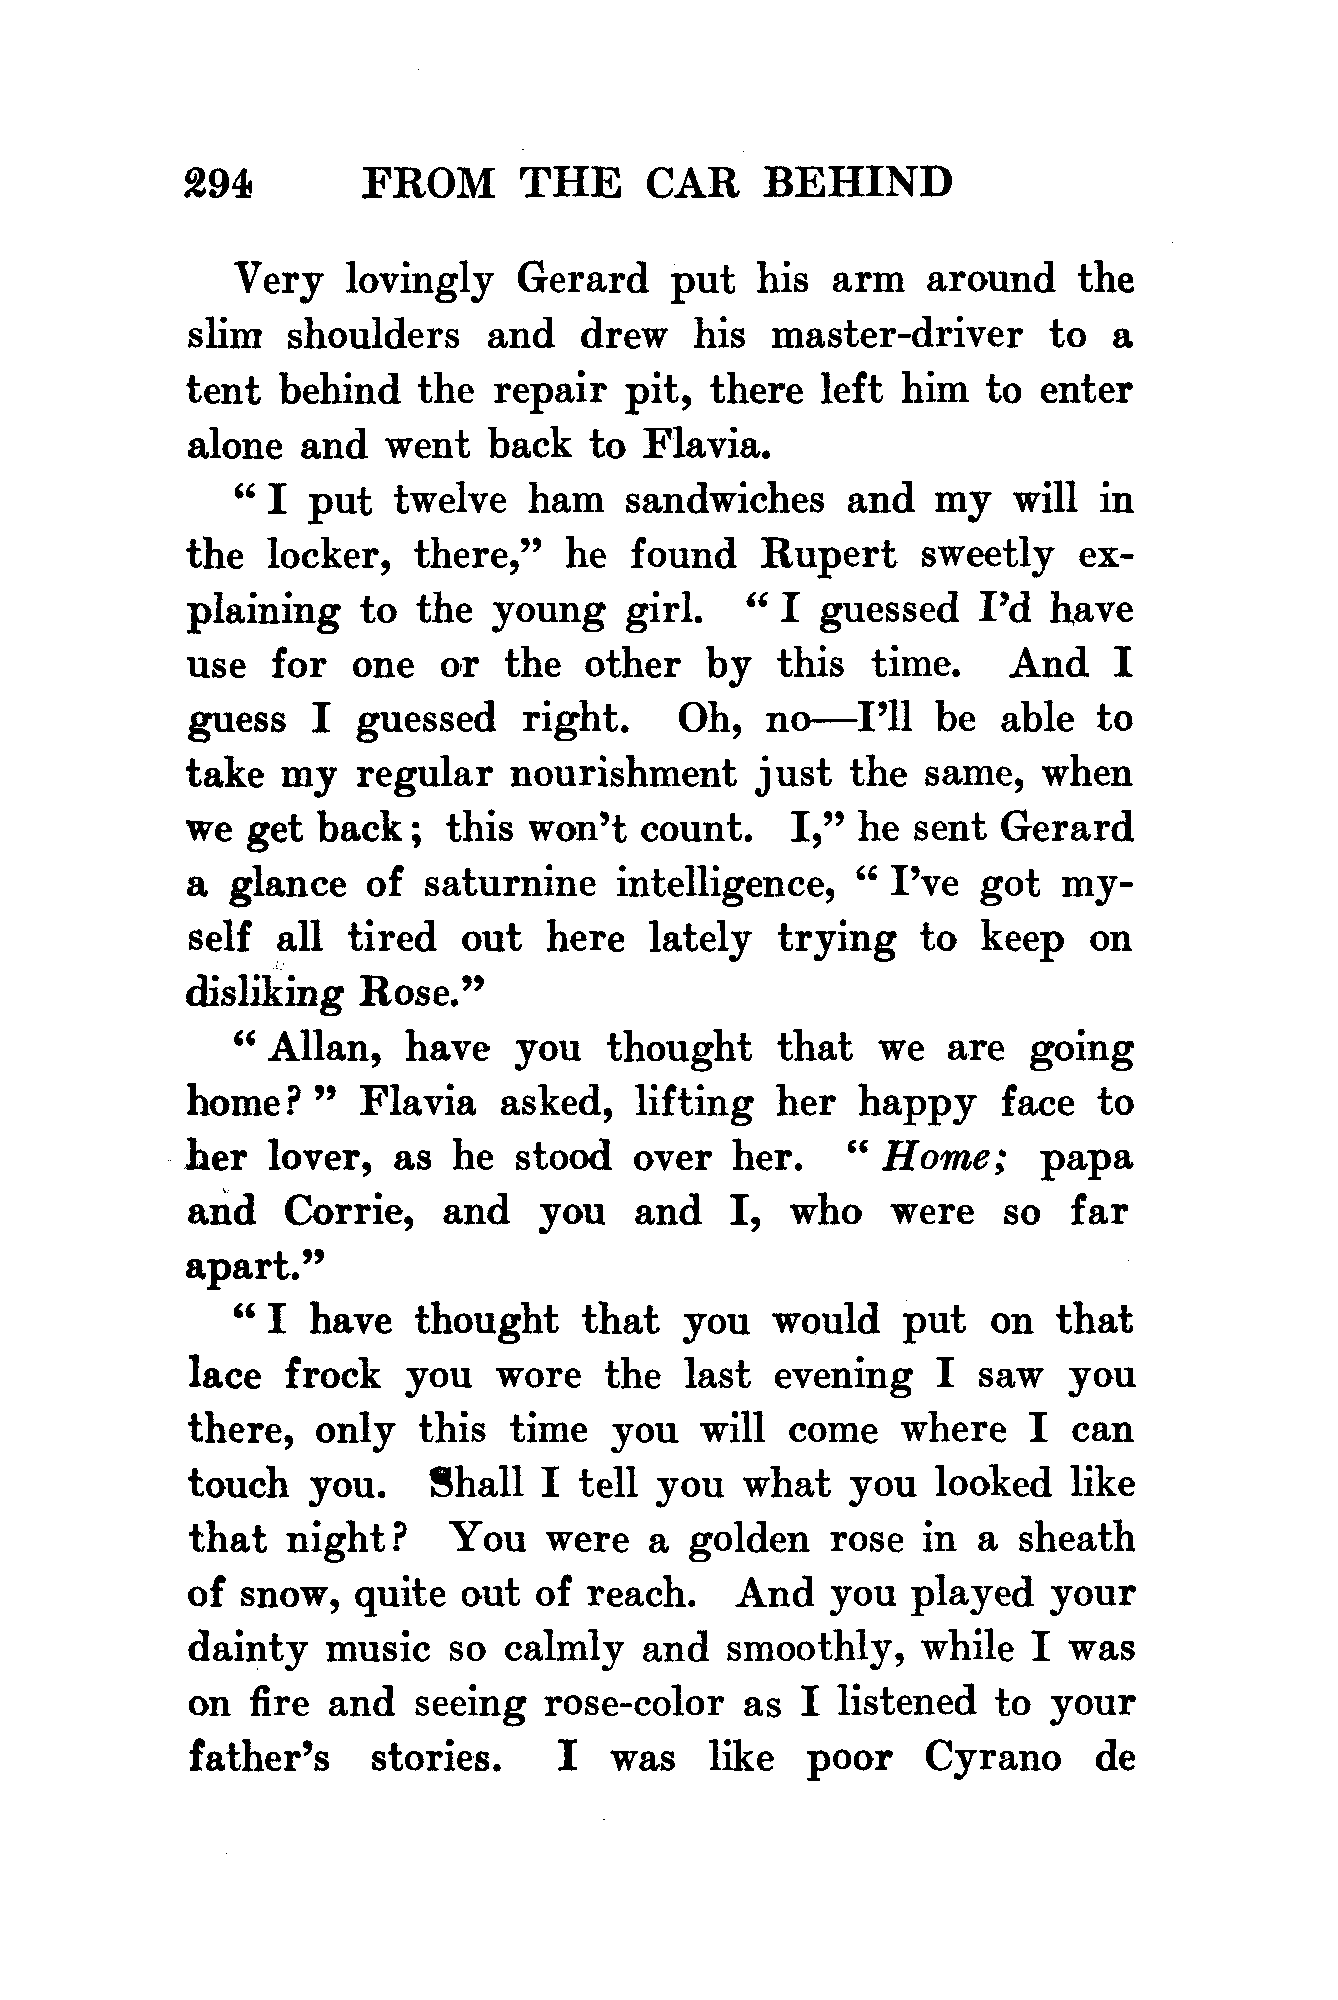 294 FROM THE CAR BEHIND
Very lovingly Gerard put his arm around the
slim shoulders and drew his master-driver to a
tent behind the repair pit, there left him to enter
alone and went back to Flavia.
“ I put twelve ham sandwiches and my will in
the locker, there,” he found Rupert sweetly ex-
plaining to the young girl. “ I guessed I’d have
use for one or the other by this time. And I
guess I guessed right. Oh, no—I’ll be able to
take my regular nourishment just the same, when
we get back; this won’t count. I,” he sent Gerard
a glance of saturnine intelligence, “ I’ve got my-
self all tired out here lately trying to keep on
disliking Rose.”
“ Allan, have you thought that we are going
home? ” Flavia asked, lifting her happy face to
her lover, as he stood over her. “ Home; papa
and Corrie, and you and I, who were so far
apart.”
“ I have thought that you would put on that
lace frock you wore the last evening I saw you
there, only this time you will come where I can
touch you. Shall I tell you what you looked like
that night? You were a golden rose in a sheath
of snow, quite out of reach. And you played your
dainty music so calmly and smoothly, while I was
on fire and seeing rose-color as I listened to your
father’s stories. I was like poor Cyrano de